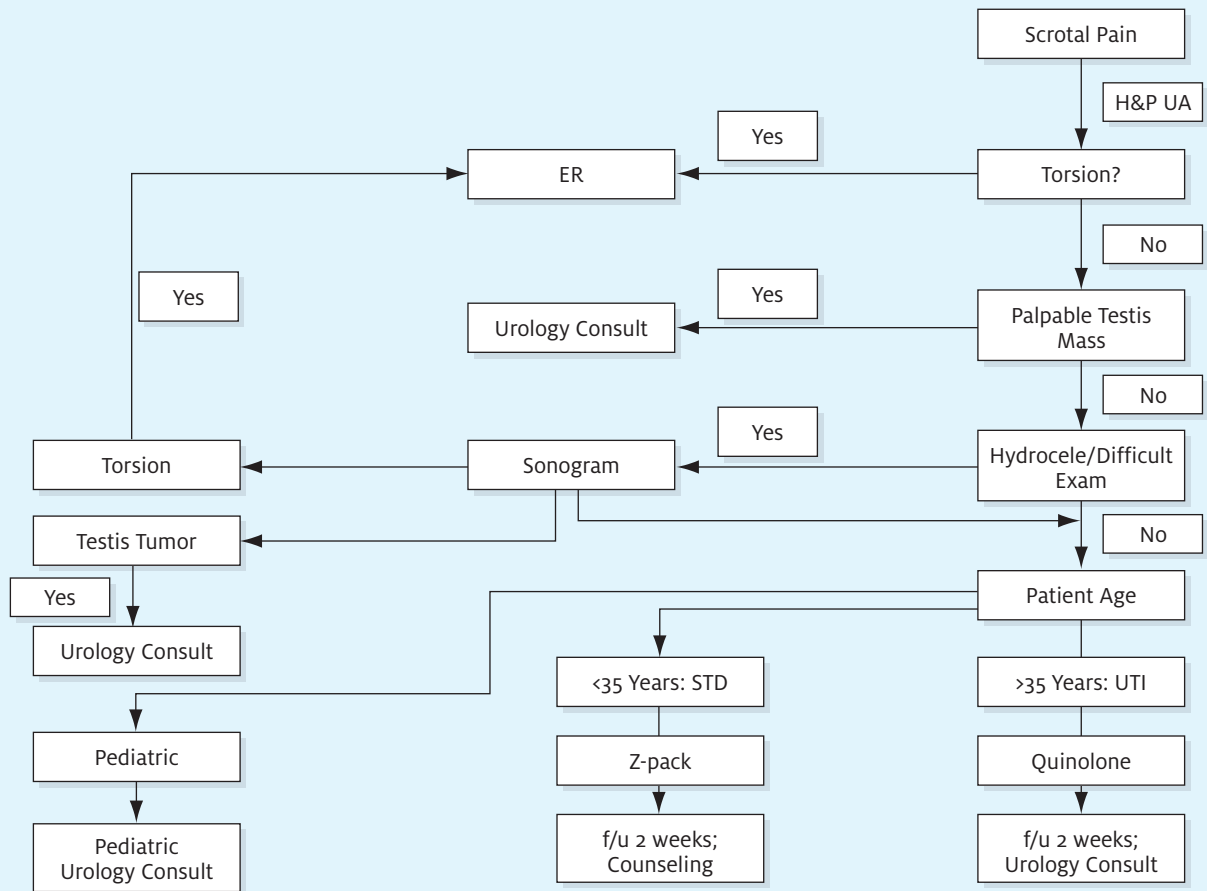 Scrotal Pain
H&P UA
Yes
ER
Torsion?
No
Yes
Yes
Urology Consult
Palpable Testis
Mass
No
Yes
Torsion
Sonogram
Hydrocele/Difficult
Exam
No
Testis Tumor
Yes
Patient Age
Urology Consult
<35 Years: STD
>35 Years: UTI
Pediatric
Z-pack
Quinolone
Pediatric
Urology Consult
f/u 2 weeks;
Counseling
f/u 2 weeks;
Urology Consult